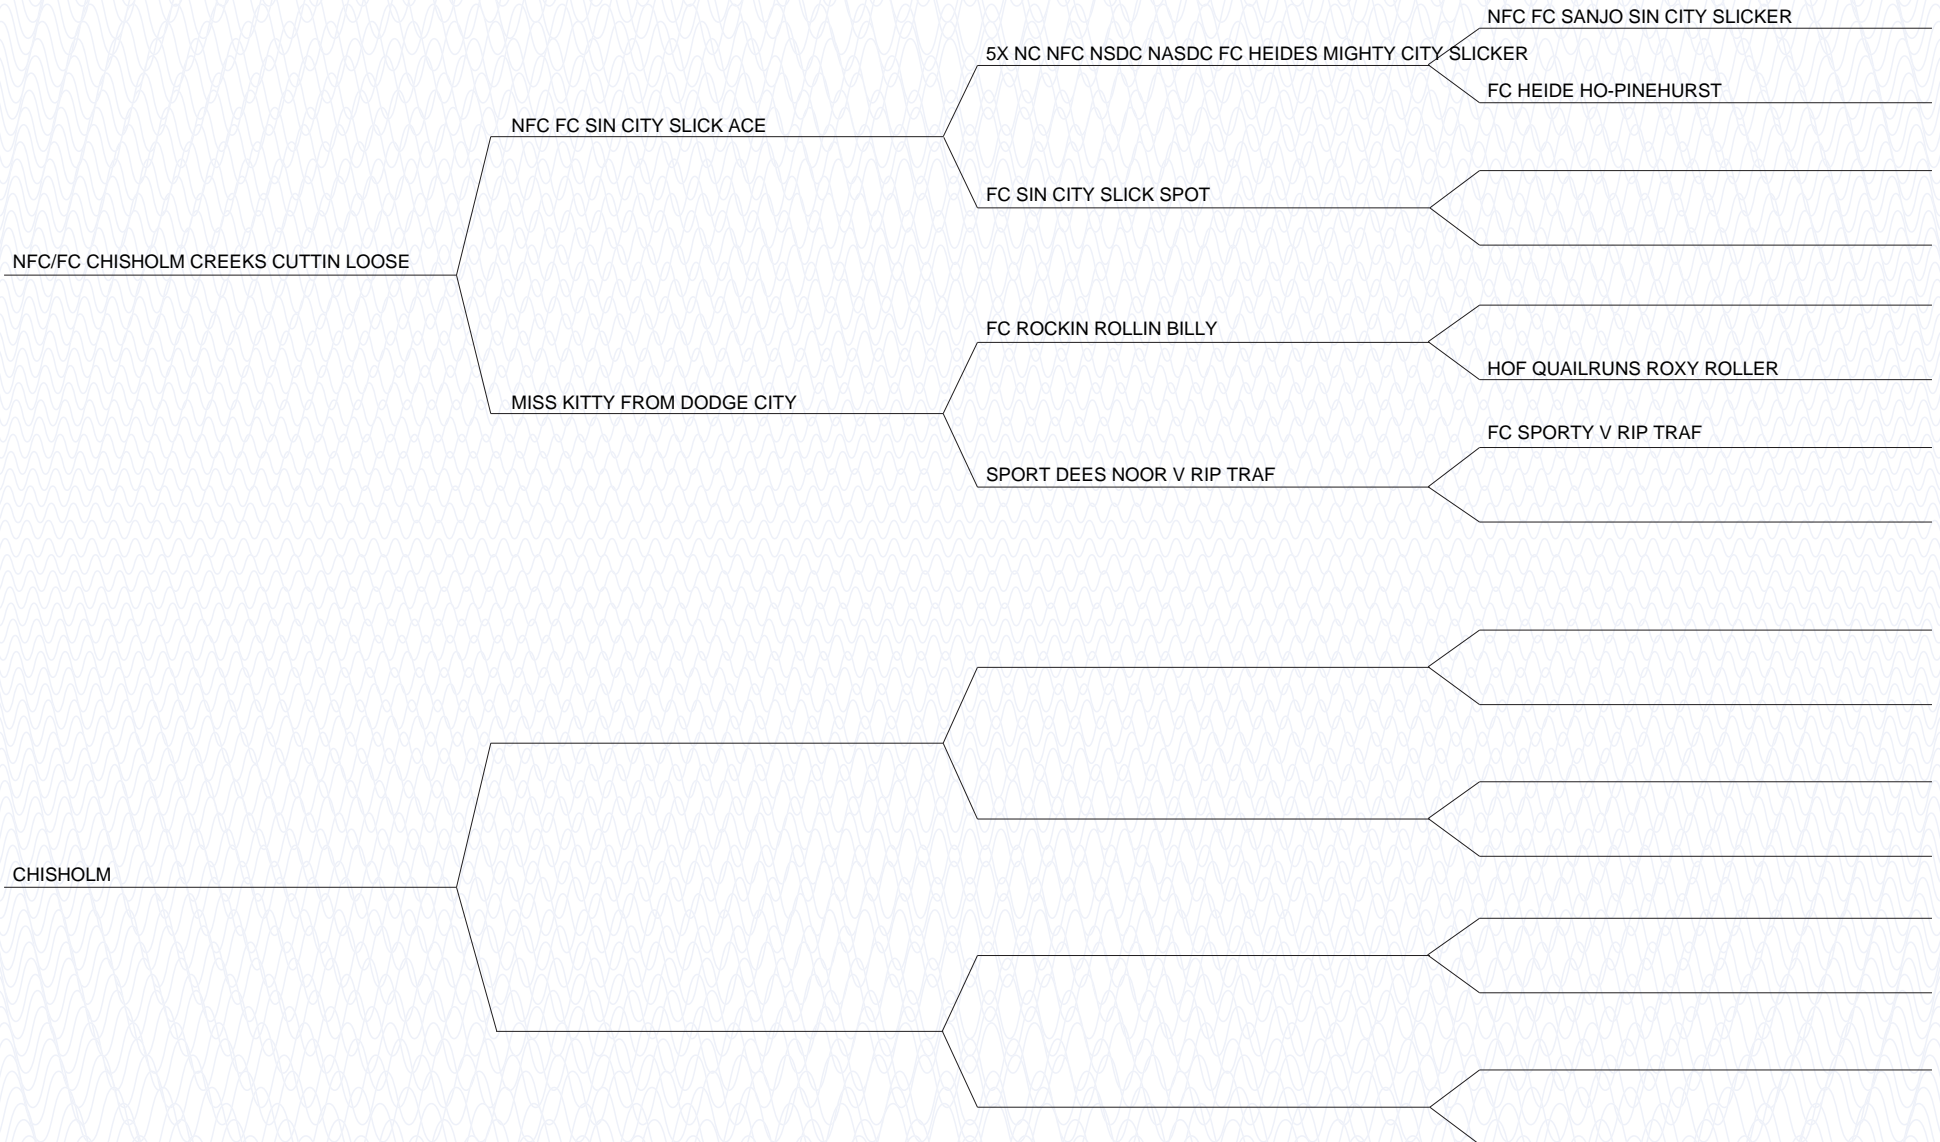 NFC FC SANJO SIN CITY SLICKER
5X NC NFC NSDC NASDC FC HEIDES MIGHTY CITY SLICKER
FC HEIDE HO-PINEHURST
NFC FC SIN CITY SLICK ACE
FC SIN CITY SLICK SPOT
NFC/FC CHISHOLM CREEKS CUTTIN LOOSE
FC ROCKIN ROLLIN BILLY
HOF QUAILRUNS ROXY ROLLER
MISS KITTY FROM DODGE CITY
FC SPORTY V RIP TRAF
SPORT DEES NOOR V RIP TRAF
CHISHOLM